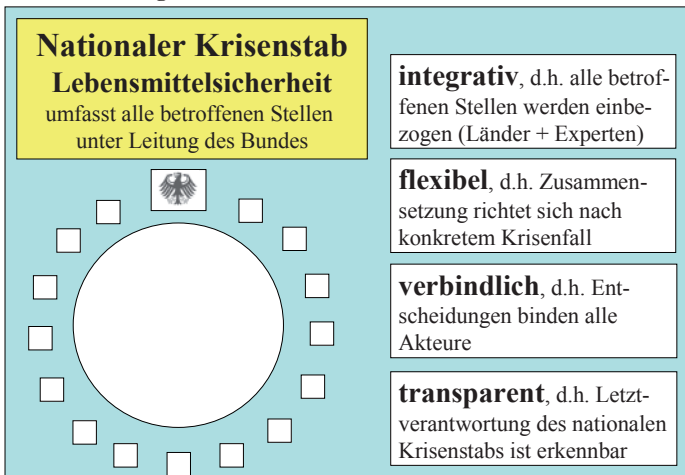 Nationaler Krisenstab
Lebensmittelsicherheit
umfasst alle betroffenen Stellen
unter Leitung des Bundes
integrativ, d.h. alle betrof-
fenen Stellen werden einbe-
zogen (Länder + Experten)
flexibel, d.h. Zusammen-
setzung richtet sich nach
konkretem Krisenfall
verbindlich, d.h. Ent-
scheidungen binden alle
Akteure
transparent, d.h. Letzt-
verantwortung des nationalen
Krisenstabs ist erkennbar